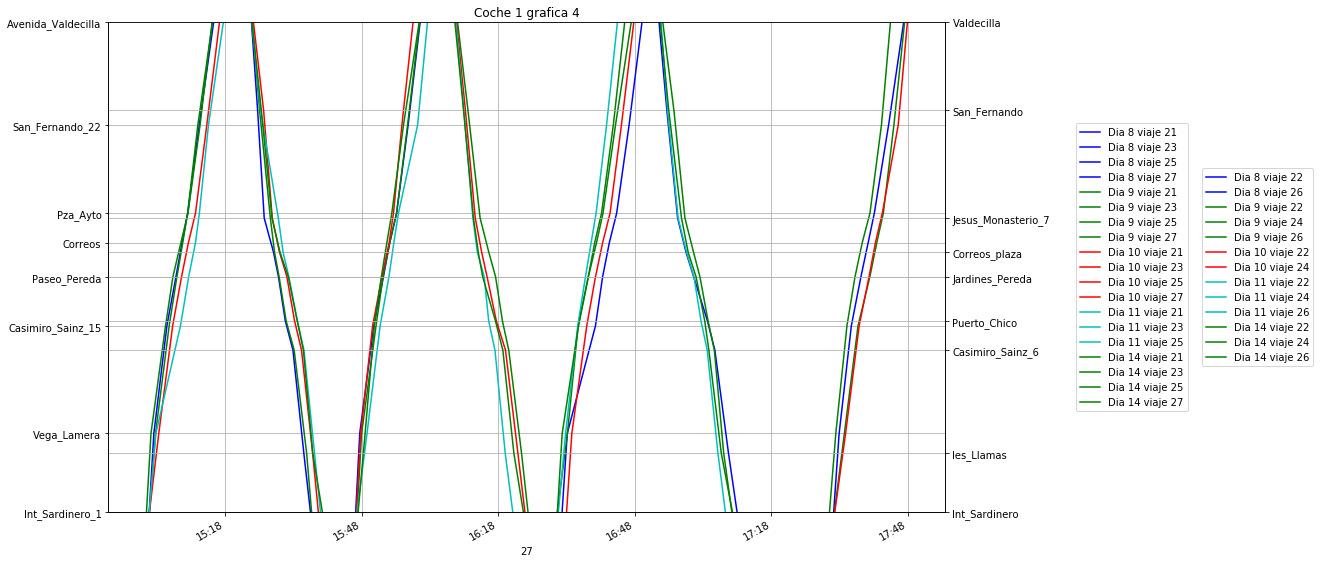 Coche 1 grafica 4
Avenida_Valdecilla
San_Fernando_22
Pza_Ayto
Correos
Paseo_Pereda
Casimiro_Sainz_15
Vega_Lamera
Int_Sardinero_1
Valdecilla
San_Fernando
Jesus_Monasterio_7
Correos_plaza
Jardines_Pereda
Puerto_Chico
Casimiro_Sainz_6
Ies_Llamas
Int_Sardinero
15:18
15:48
16:18
16:48
17:18
17:48
27
Dia 8 viaje 21
Dia 8 viaje 23
Dia 8 viaje 25
Dia 8 viaje 27
Dia 9 viaje 21
Dia 9 viaje 23
Dia 9 viaje 25
Dia 9 viaje 27
Dia 10 viaje 21
Dia 10 viaje 23
Dia 10 viaje 25
Dia 10 viaje 27
Dia 11 viaje 21
Dia 11 viaje 23
Dia 11 viaje 25
Dia 14 viaje 21
Dia 14 viaje 23
Dia 14 viaje 25
Dia 14 viaje 27
Dia 8 viaje 22
Dia 8 viaje 26
Dia 9 viaje 22
Dia 9 viaje 24
Dia 9 viaje 26
Dia 10 viaje 22
Dia 10 viaje 24
Dia 11 viaje 22
Dia 11 viaje 24
Dia 11 viaje 26
Dia 14 viaje 22
Dia 14 viaje 24
Dia 14 viaje 26